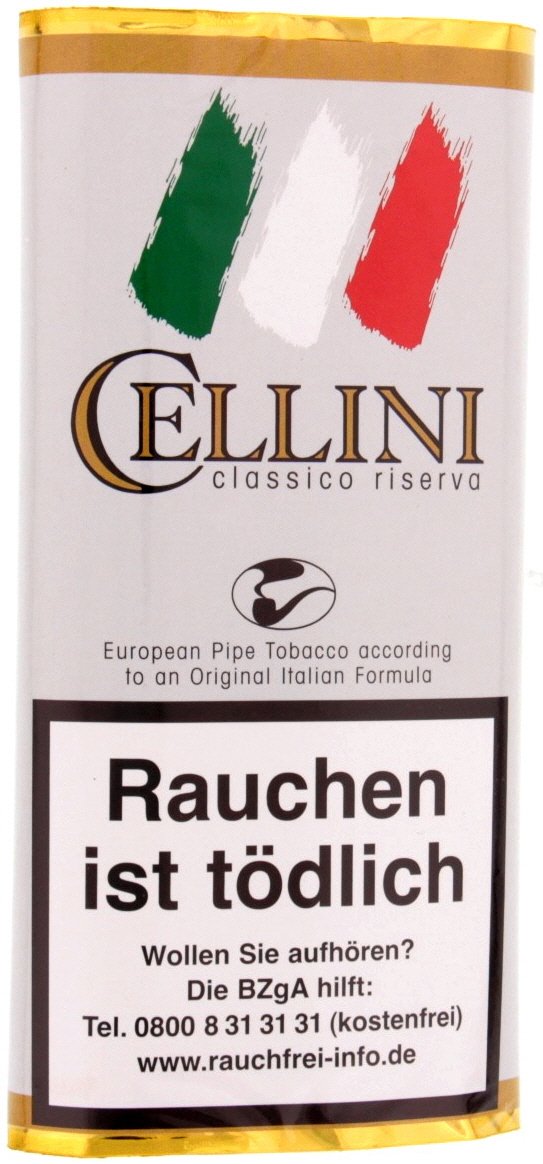 CELLINI
classico riserva
European Pipe Tobacco according
to an Original Italian Formula
Rauchen
ist tödlich
Wollen Sie aufhören?
Die BZgA hilft:
Tel. 0800 8 31 31 31 (kostenfrei)
www.rauchfrei-info.de